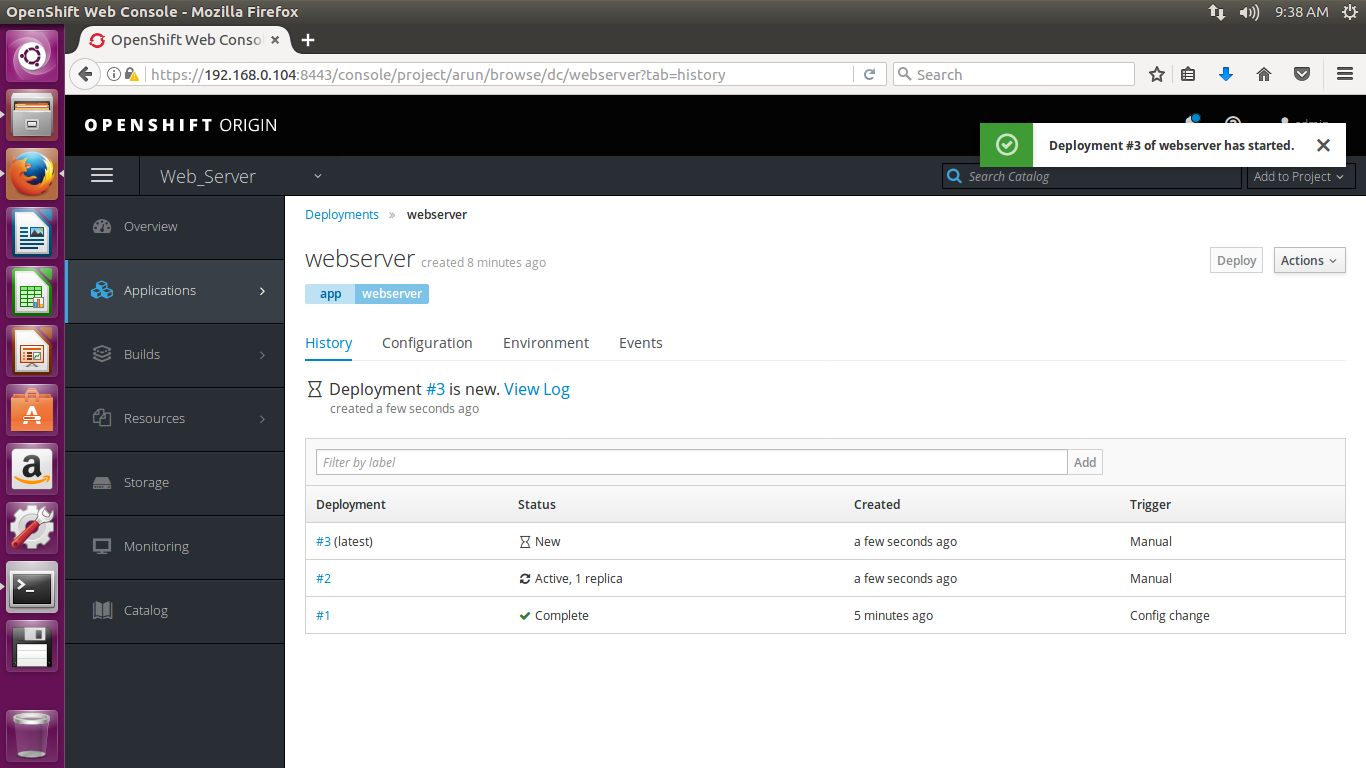 OpenShift Web Console - Mozilla Firefox
9:38 AM
OpenShift Web Conso
https://192.168.0.104:8443/console/project/arun/browse/dc/webserver?tab=history
Search
OPENSHIFT ORIGIN
admin
Deployment #3 of webserver has started.
Web_Server
Search Catalog
Add to Project
Overview
Applications
Builds
Resources
Storage
Monitoring
Catalog
Deployments » webserver
webserver created 8 minutes ago
Deploy
Actions
app webserver
History Configuration Environment Events
Deployment #3 is new. View Log
created a few seconds ago
Filter by label
Add
Deployment Status Created Trigger
#3 (latest) New a few seconds ago Manual
#2 Active, 1 replica a few seconds ago Manual
#1 Complete 5 minutes ago Config change